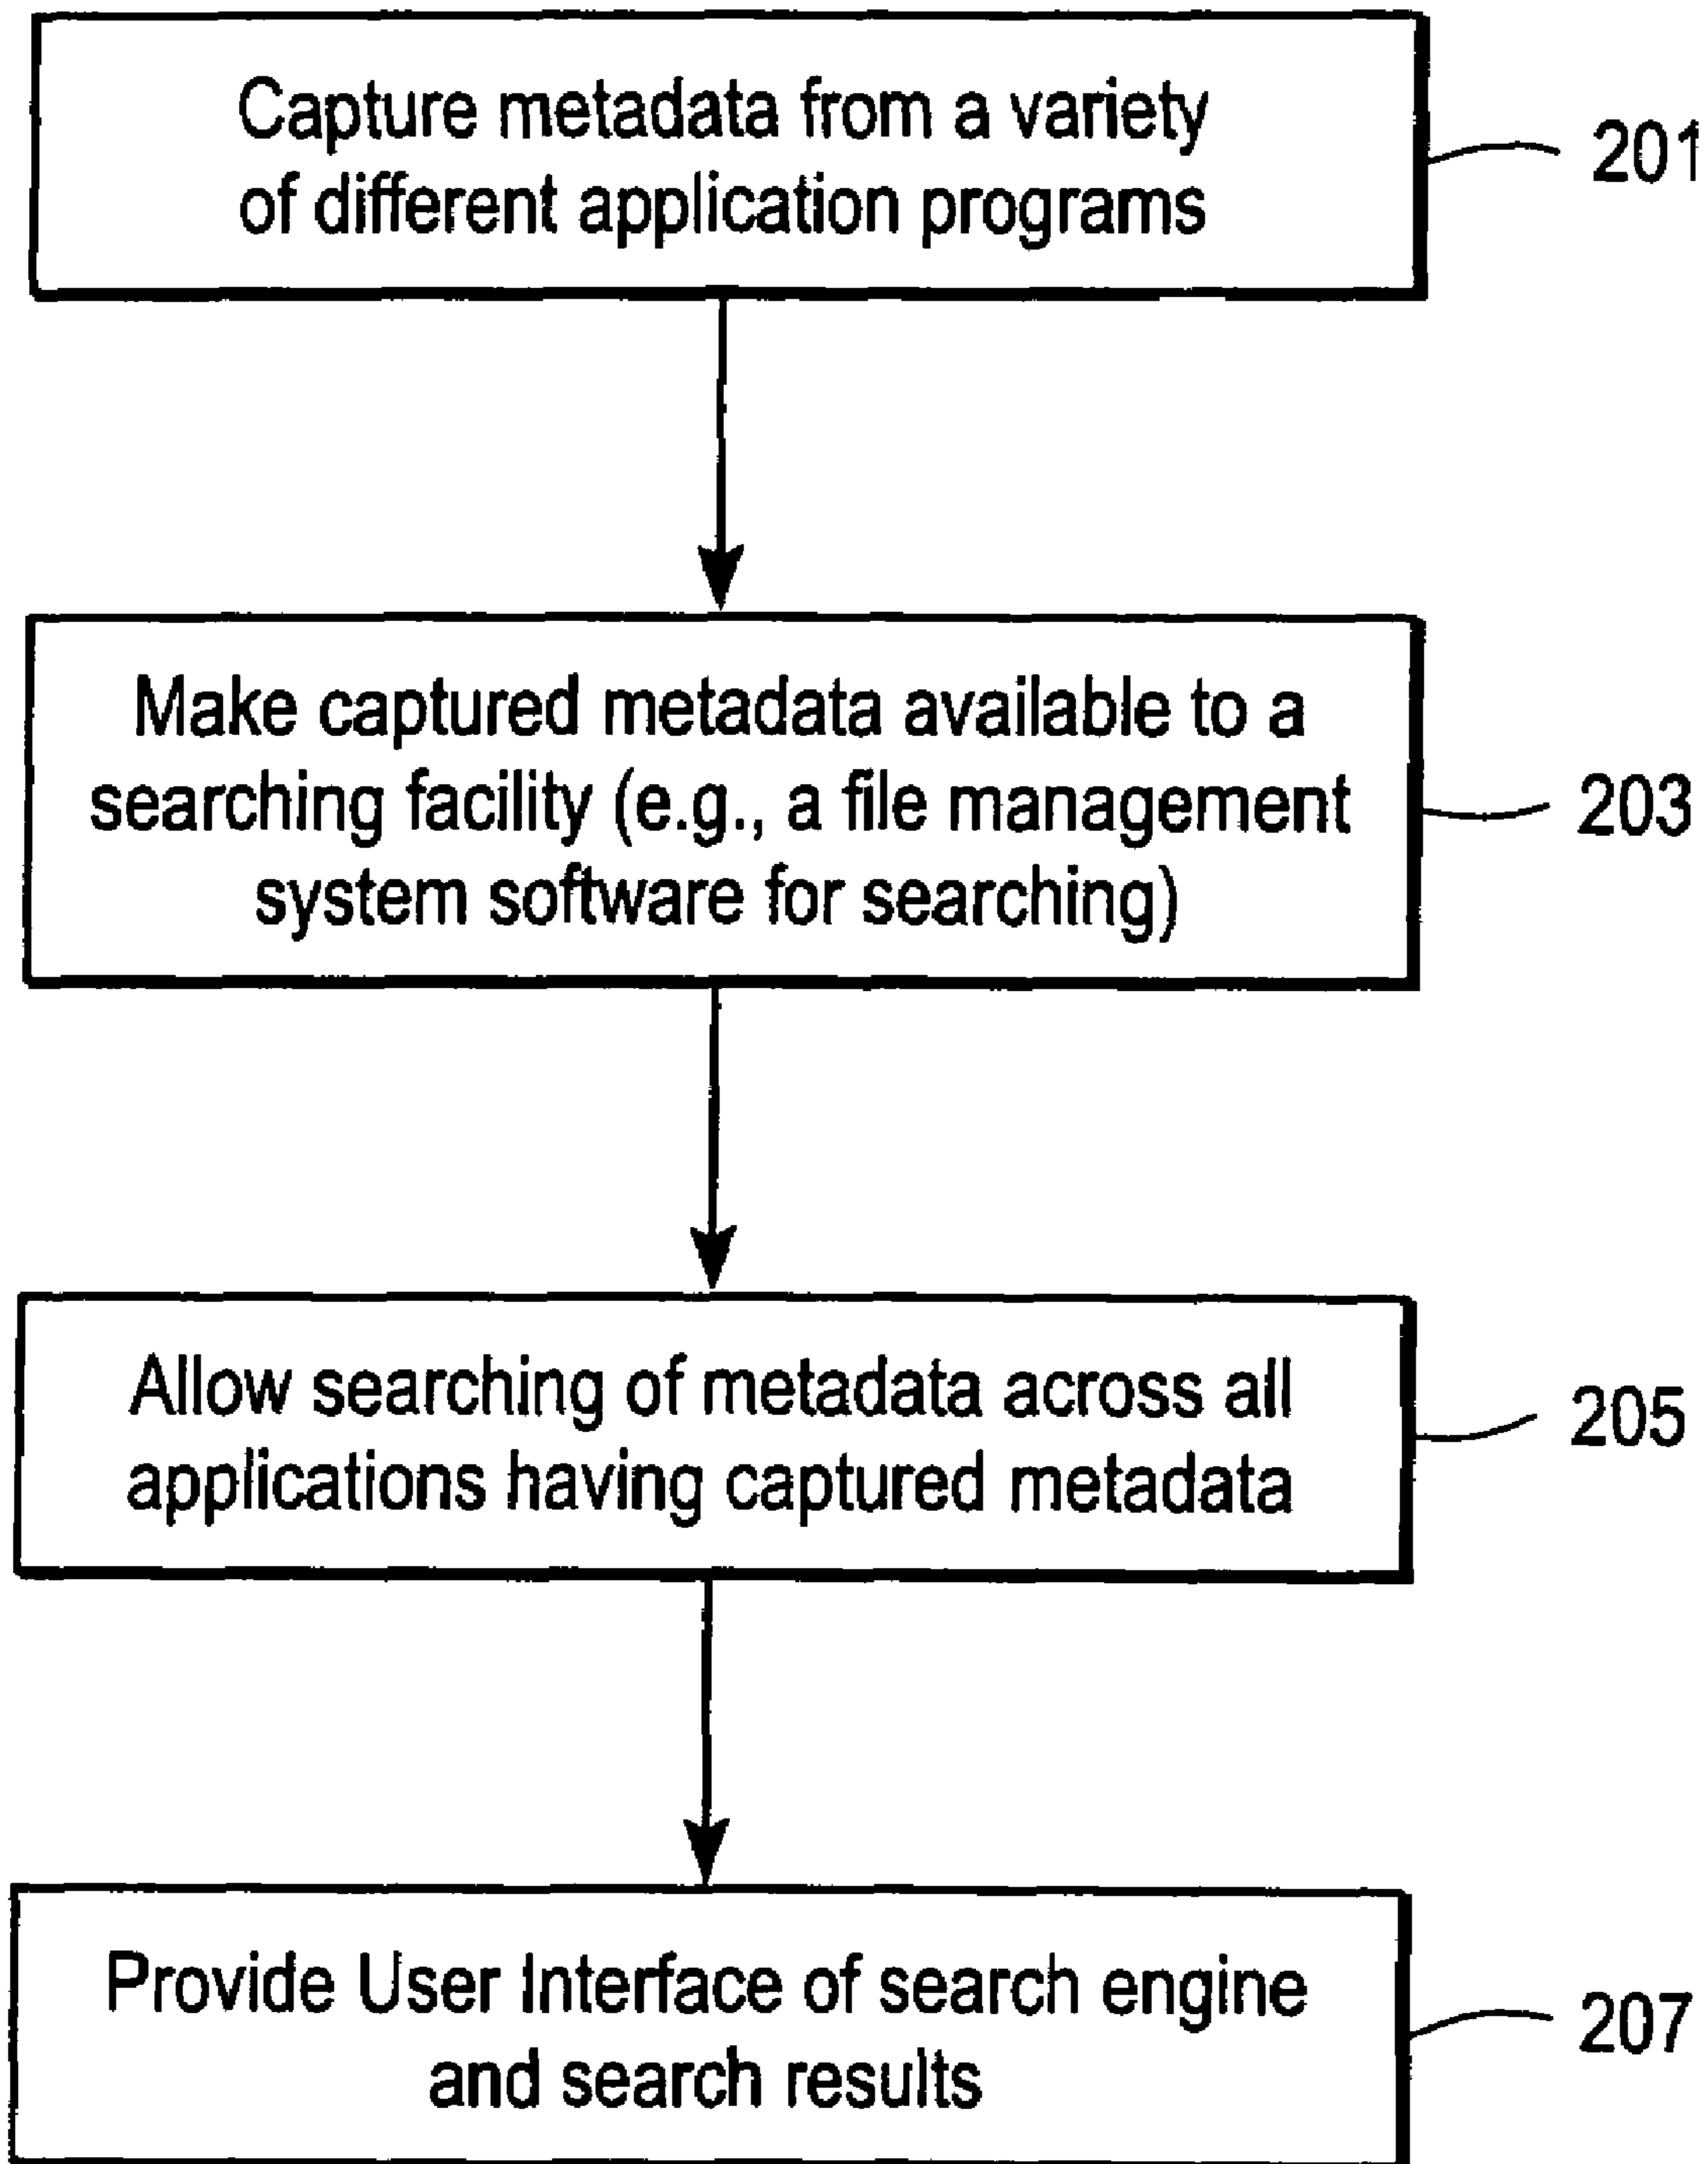 Capture metadata from a variety
of different application programs
201
Make captured metadata available to a
searching facility (e.g., a file management
system software for searching)
203
Allow searching of metadata across all
applications having captured metadata
205
Provide User Interface of search engine
and search results
207